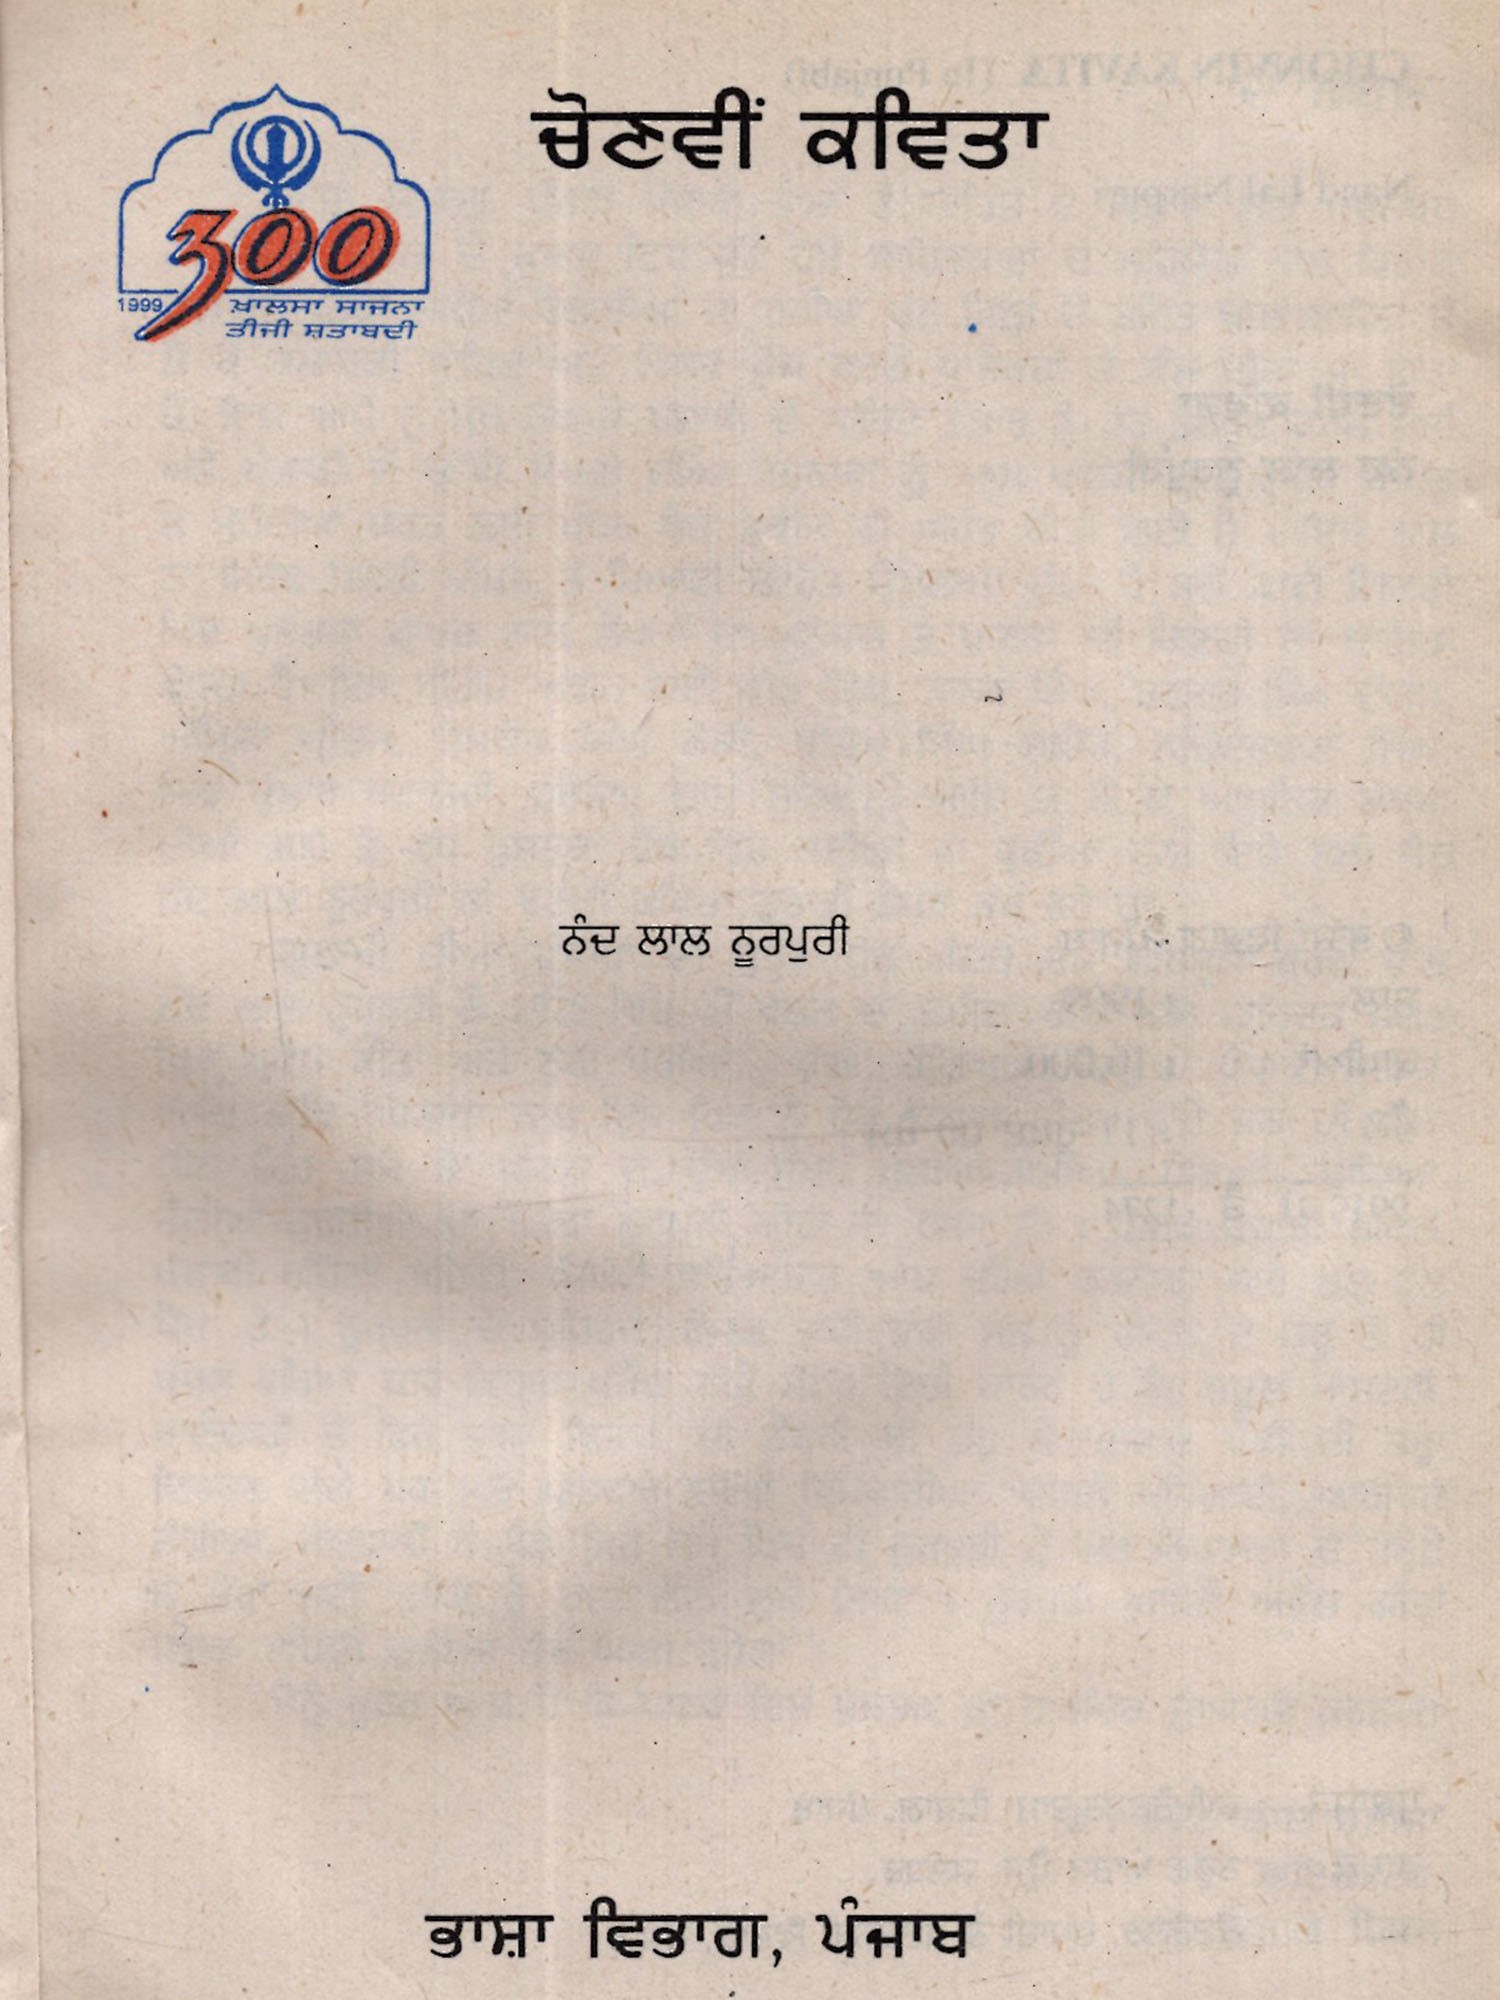 ਚੋਣਵੀਂ ਕਵਿਤਾ
300
1999 ਖ਼ਾਲਸਾ ਸਾਜਨਾ
ਤੀਜੀ ਸ਼ਤਾਬਦੀ
ਨੰਦ ਲਾਲ ਨੂਰਪੁਰੀ
ਭਾਸ਼ਾ ਵਿਭਾਗ, ਪੰਜਾਬ